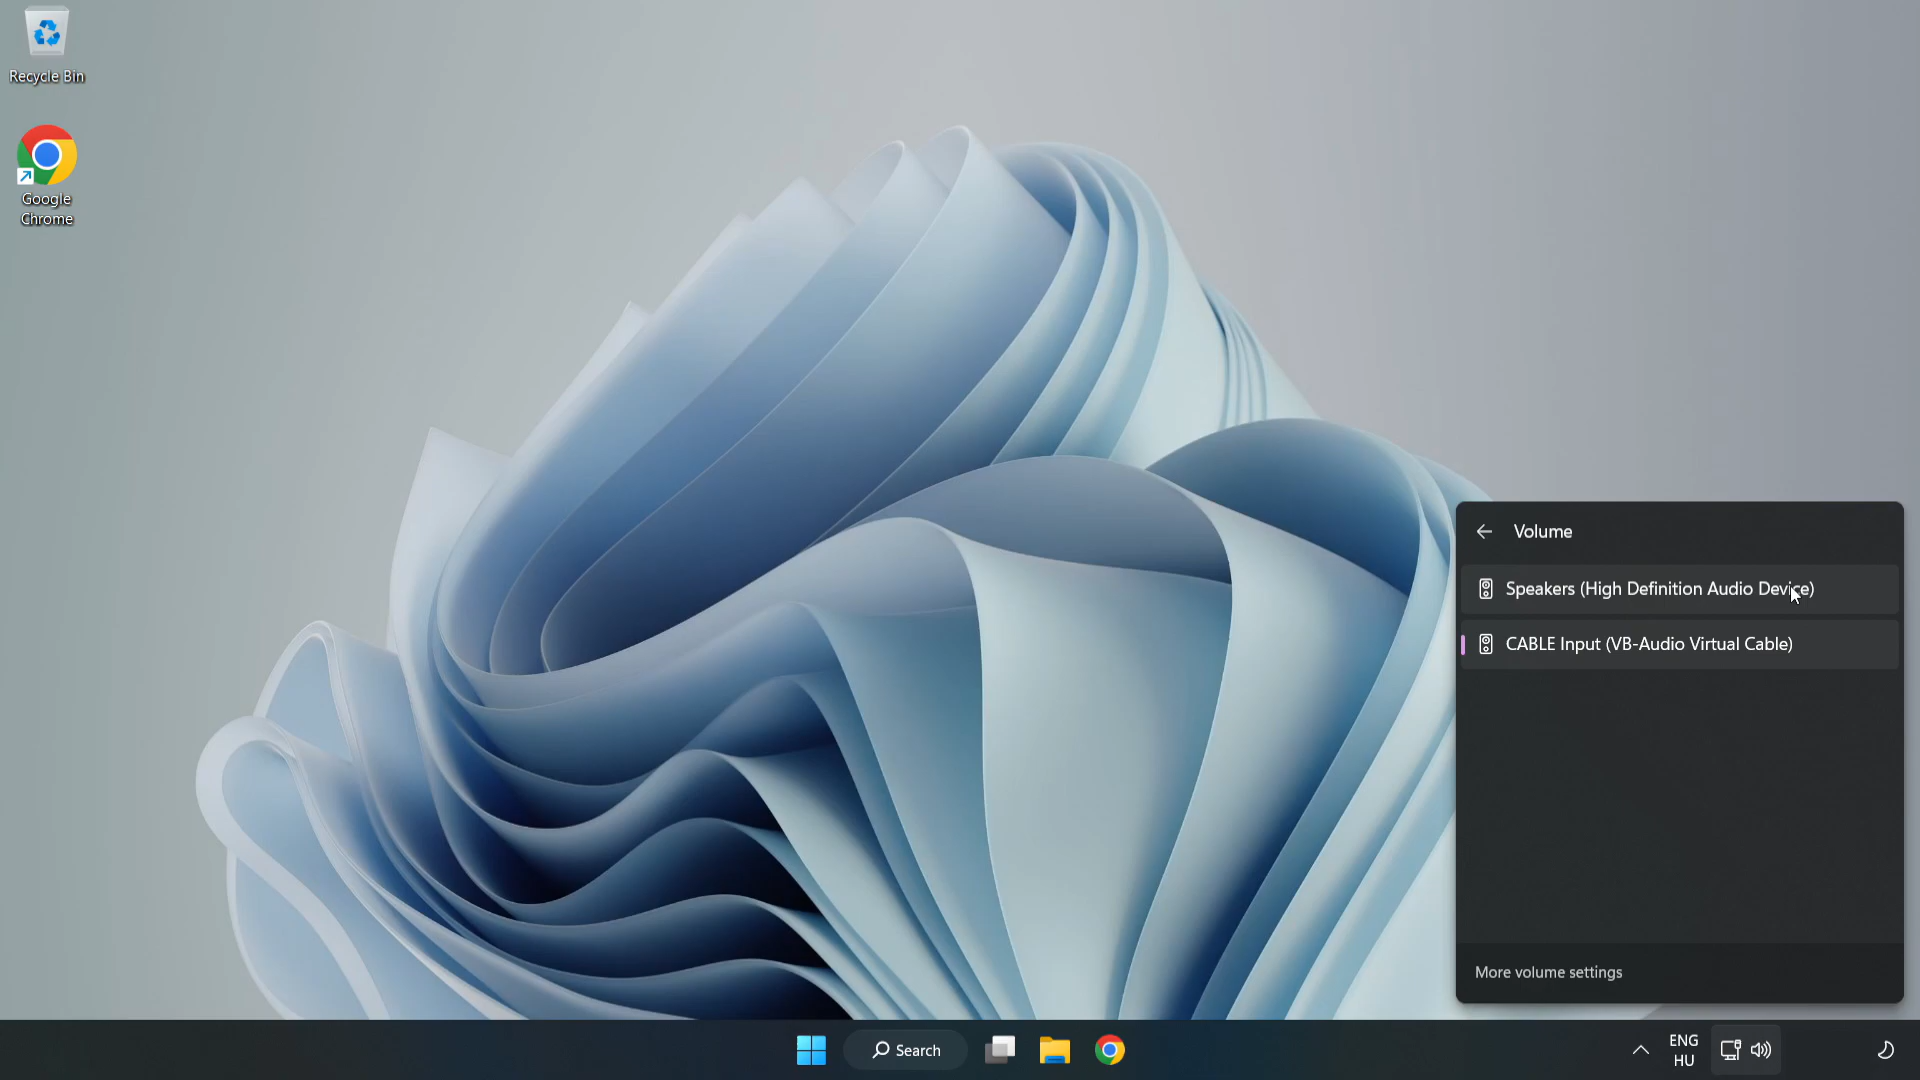 Recycle Bin
Google
Chrome
Volume
Speakers (High Definition Audio Device)
CABLE Input (VB-Audio Virtual Cable)
More volume settings
Search
ENG
HU